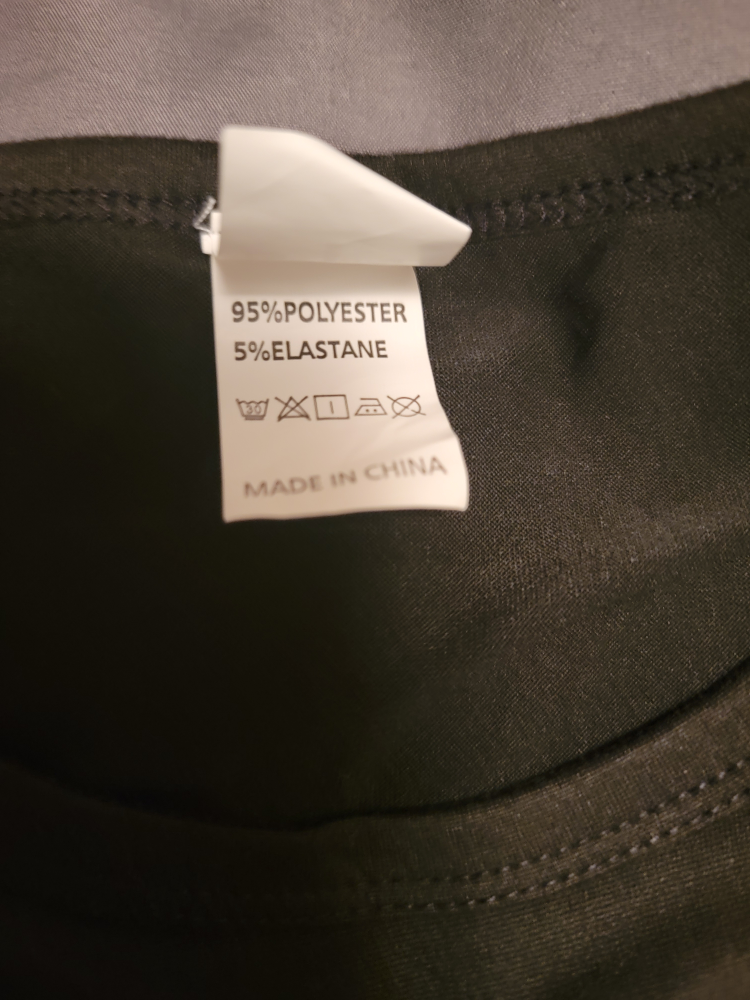 95%POLYESTER
5%ELASTANE
30
MADE IN CHINA